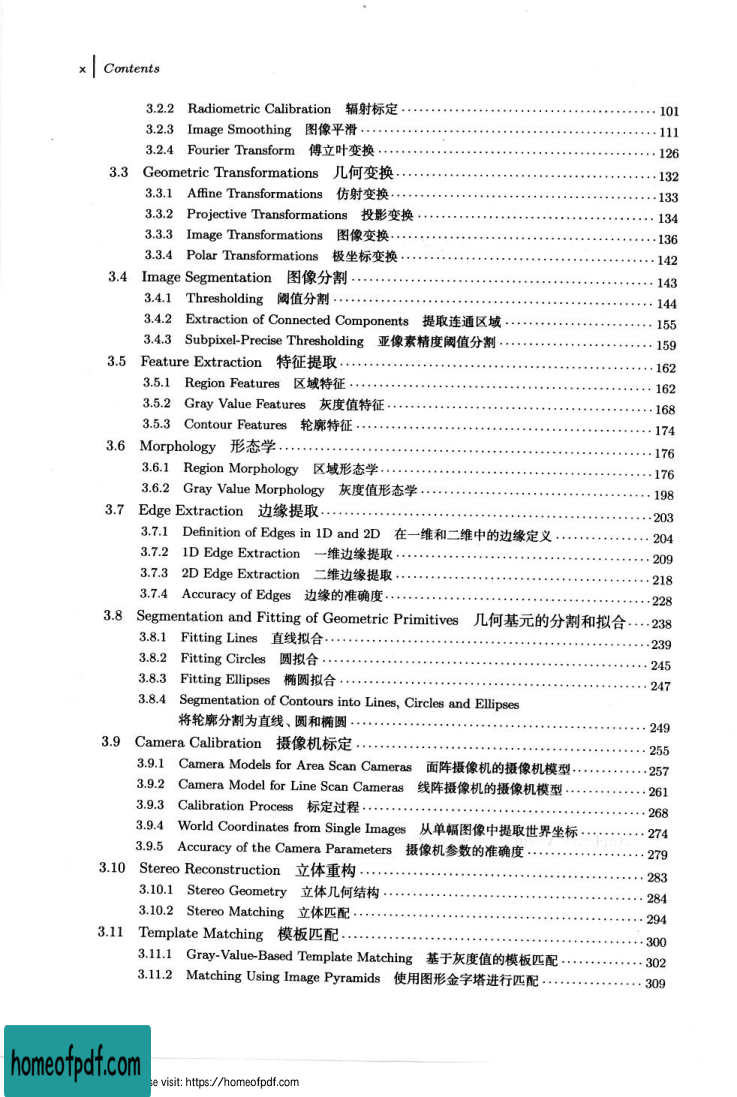 x | Contents
3.2.2 Radiometric Calibration 辐射标定 ········ 101
3.2.3 Image Smoothing 图像平滑 ········ 111
3.2.4 Fourier Transform 傅立叶变换 ········ 126
3.3 Geometric Transformations 几何变换 ········ 132
3.3.1 Affine Transformations 仿射变换 ········ 133
3.3.2 Projective Transformations 投影变换 ········ 134
3.3.3 Image Transformations 图像变换 ········ 136
3.3.4 Polar Transformations 极坐标变换 ········ 142
3.4 Image Segmentation 图像分割 ········ 143
3.4.1 Thresholding 阈值分割 ········ 144
3.4.2 Extraction of Connected Components 提取连通区域 ········ 155
3.4.3 Subpixel-Precise Thresholding 亚像素精度阈值分割 ········ 159
3.5 Feature Extraction 特征提取 ········ 162
3.5.1 Region Features 区域特征 ········ 162
3.5.2 Gray Value Features 灰度值特征 ········ 168
3.5.3 Contour Features 轮廓特征 ········ 174
3.6 Morphology 形态学 ········ 176
3.6.1 Region Morphology 区域形态学 ········ 176
3.6.2 Gray Value Morphology 灰度值形态学 ········ 198
3.7 Edge Extraction 边缘提取 ········ 203
3.7.1 Definition of Edges in 1D and 2D 在一维和二维中的边缘定义 ········ 204
3.7.2 1D Edge Extraction 一维边缘提取 ········ 209
3.7.3 2D Edge Extraction 二维边缘提取 ········ 218
3.7.4 Accuracy of Edges 边缘的准确度 ········ 228
3.8 Segmentation and Fitting of Geometric Primitives 几何基元的分割和拟合 ···· 238
3.8.1 Fitting Lines 直线拟合 ········ 239
3.8.2 Fitting Circles 圆拟合 ········ 245
3.8.3 Fitting Ellipses 椭圆拟合 ········ 247
3.8.4 Segmentation of Contours into Lines, Circles and Ellipses
将轮廓分割为直线、圆和椭圆 ········ 249
3.9 Camera Calibration 摄像机标定 ········ 255
3.9.1 Camera Models for Area Scan Cameras 面阵摄像机的摄像机模型 ········ 257
3.9.2 Camera Model for Line Scan Cameras 线阵摄像机的摄像机模型 ········ 261
3.9.3 Calibration Process 标定过程 ········ 268
3.9.4 World Coordinates from Single Images 从单幅图像中提取世界坐标 ········ 274
3.9.5 Accuracy of the Camera Parameters 摄像机参数的准确度 ········ 279
3.10 Stereo Reconstruction 立体重构 ········ 283
3.10.1 Stereo Geometry 立体几何结构 ········ 284
3.10.2 Stereo Matching 立体匹配 ········ 294
3.11 Template Matching 模板匹配 ········ 300
3.11.1 Gray-Value-Based Template Matching 基于灰度值的模板匹配 ········ 302
3.11.2 Matching Using Image Pyramids 使用图形金字塔进行匹配 ········ 309
homeofpdf.com
se visit: https://homeofpdf.com